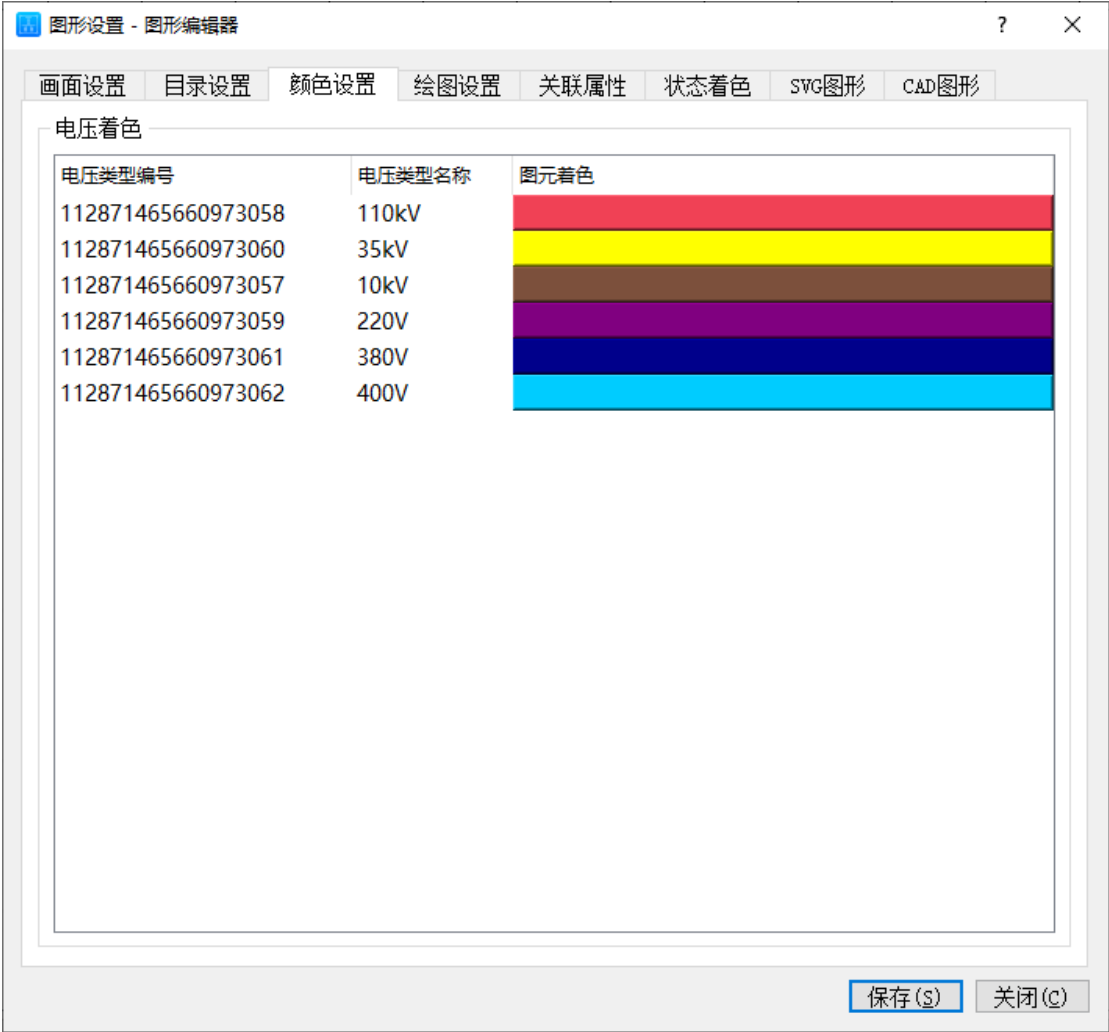 图形设置 - 图形编辑器 ?
画面设置 目录设置 颜色设置 绘图设置 关联属性 状态着色 SVG图形 CAD图形
电压着色
电压类型编号 电压类型名称 图元着色
112871465660973058 110kV
112871465660973060 35kV
112871465660973057 10kV
112871465660973059 220V
112871465660973061 380V
112871465660973062 400V
保存(S) 关闭(C)